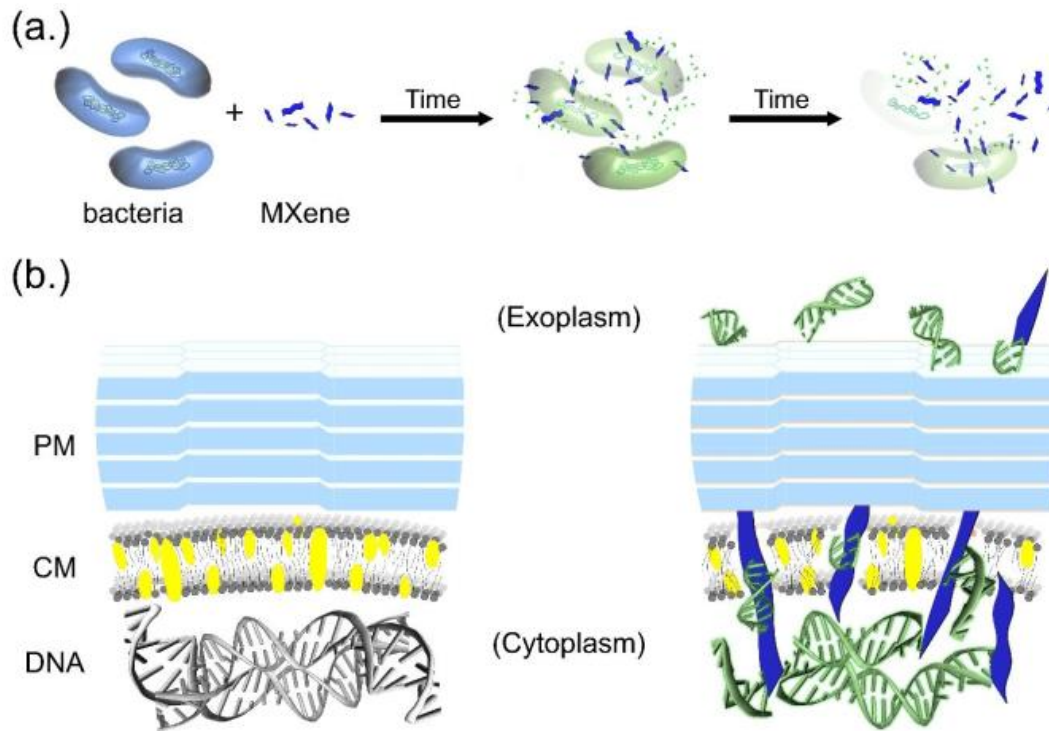 (a.)
+
Time
Time
bacteria
MXene
(b.)
(Exoplasm)
PM
CM
DNA
(Cytoplasm)